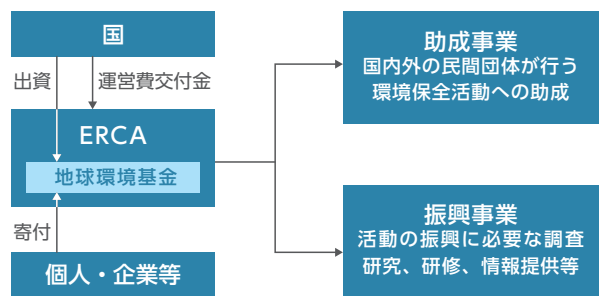 国
出資
運営費交付金
ERCA
地球環境基金
寄付
個人・企業等
助成事業
国内外の民間団体が行う
環境保全活動への助成
振興事業
活動の振興に必要な調査
研究、研修、情報提供等